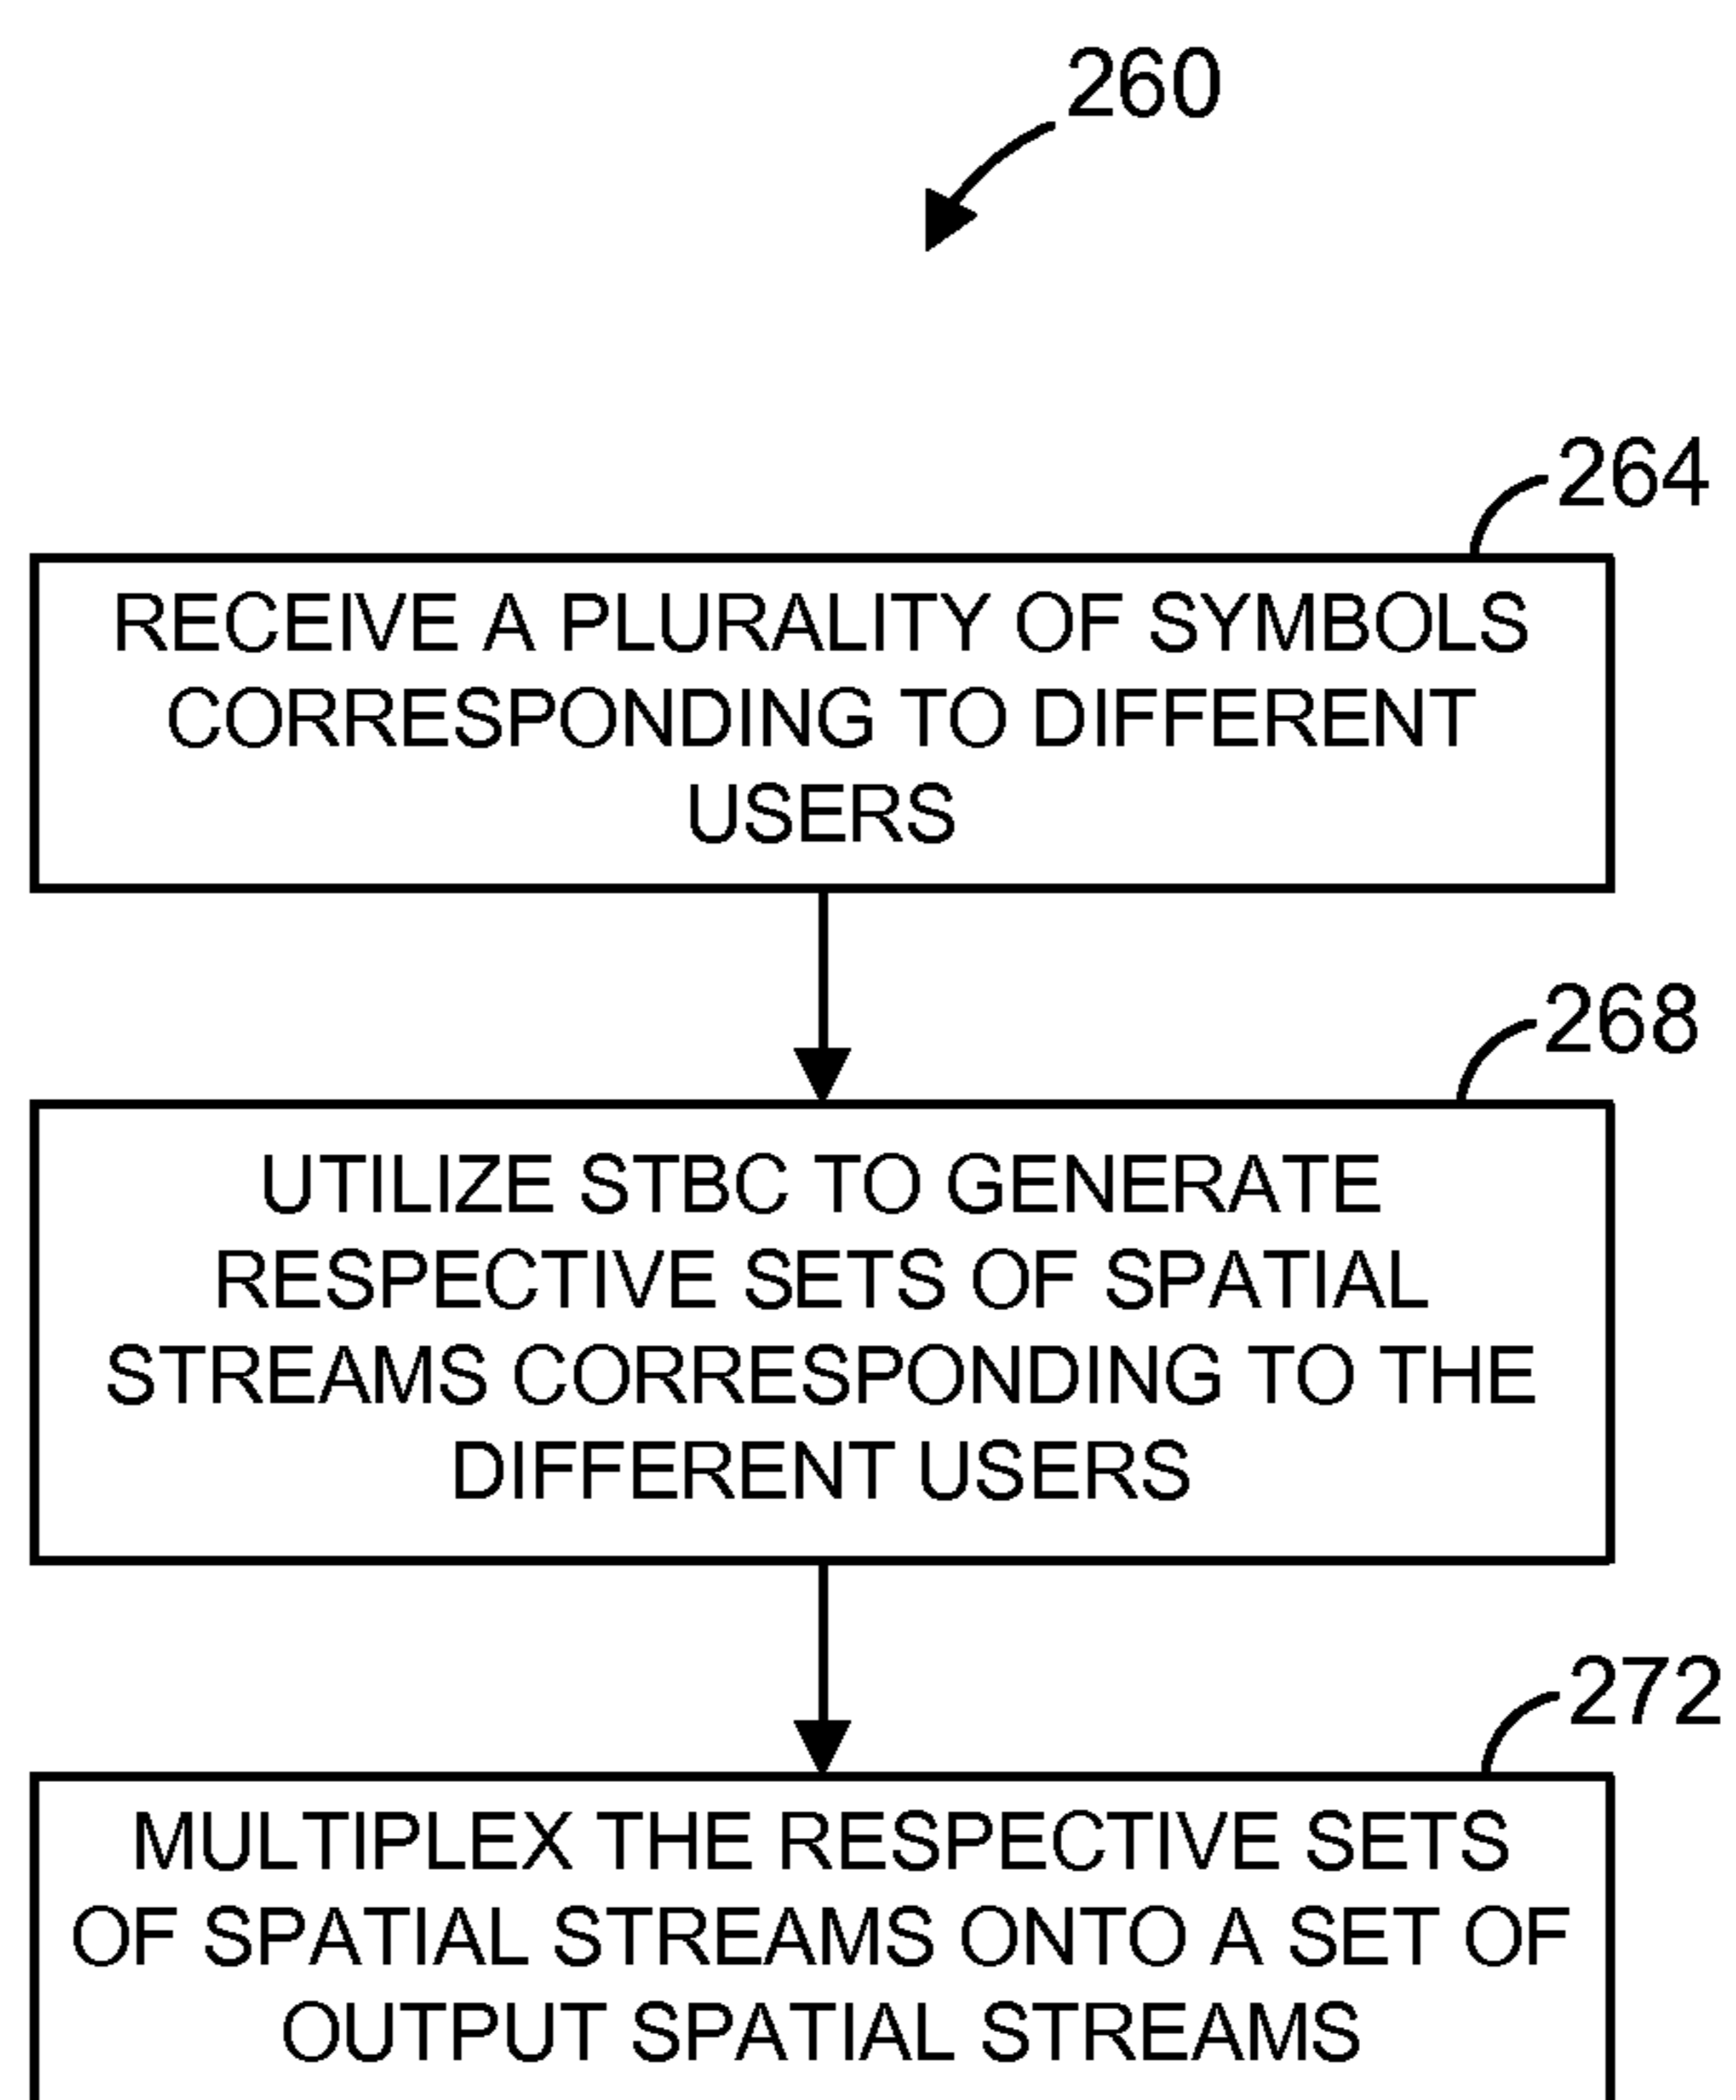 260
264
RECEIVE A PLURALITY OF SYMBOLS
CORRESPONDING TO DIFFERENT
USERS
268
UTILIZE STBC TO GENERATE
RESPECTIVE SETS OF SPATIAL
STREAMS CORRESPONDING TO THE
DIFFERENT USERS
272
MULTIPLEX THE RESPECTIVE SETS
OF SPATIAL STREAMS ONTO A SET OF
OUTPUT SPATIAL STREAMS